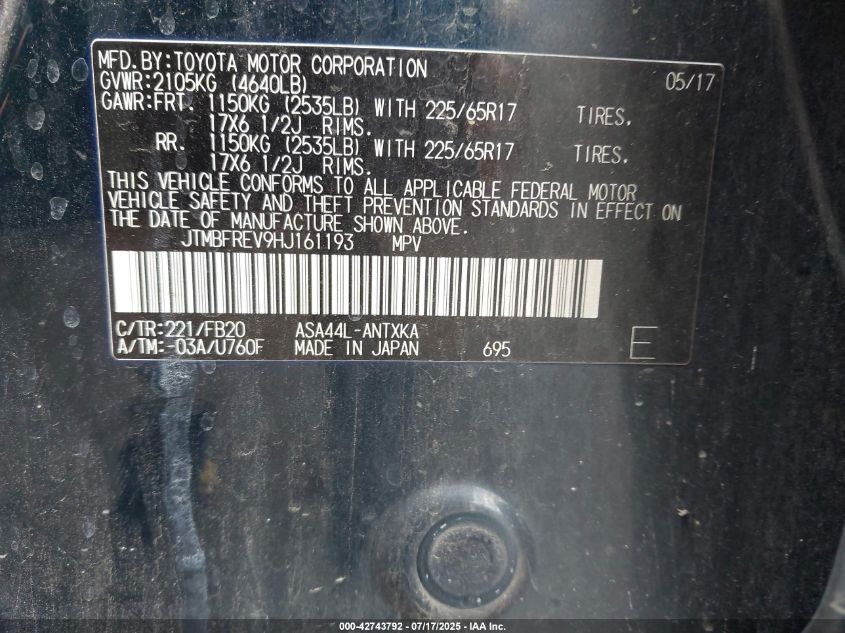 MFD.BY:TOYOTA MOTOR CORPORATION 05/17
GVWR:2105KG (4640LB)
GAWR:FRT. 1150KG (2535LB) WITH 225/65R17 TIRES,
17X6 1/2J RIMS.
RR. 1150KG (2535LB) WITH 225/65R17 TIRES,
17X6 1/2J RIMS.
THIS VEHICLE CONFORMS TO ALL APPLICABLE FEDERAL MOTOR
VEHICLE SAFETY AND THEFT PREVENTION STANDARDS IN EFFECT ON
THE DATE OF MANUFACTURE SHOWN ABOVE.
JTMBFREV9HJ161193 MPV
C/TR:221/FB20 ASA44L-ANTXKA
A/TM:-03A/U760F MADE IN JAPAN 695 E
000-42743792 - 07/17/2025 - IAA Inc.